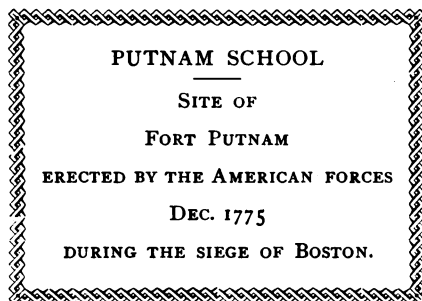 PUTNAM SCHOOL
SITE OF
FORT PUTNAM
ERECTED BY THE AMERICAN FORCES
DEC. 1775
DURING THE SIEGE OF BOSTON.